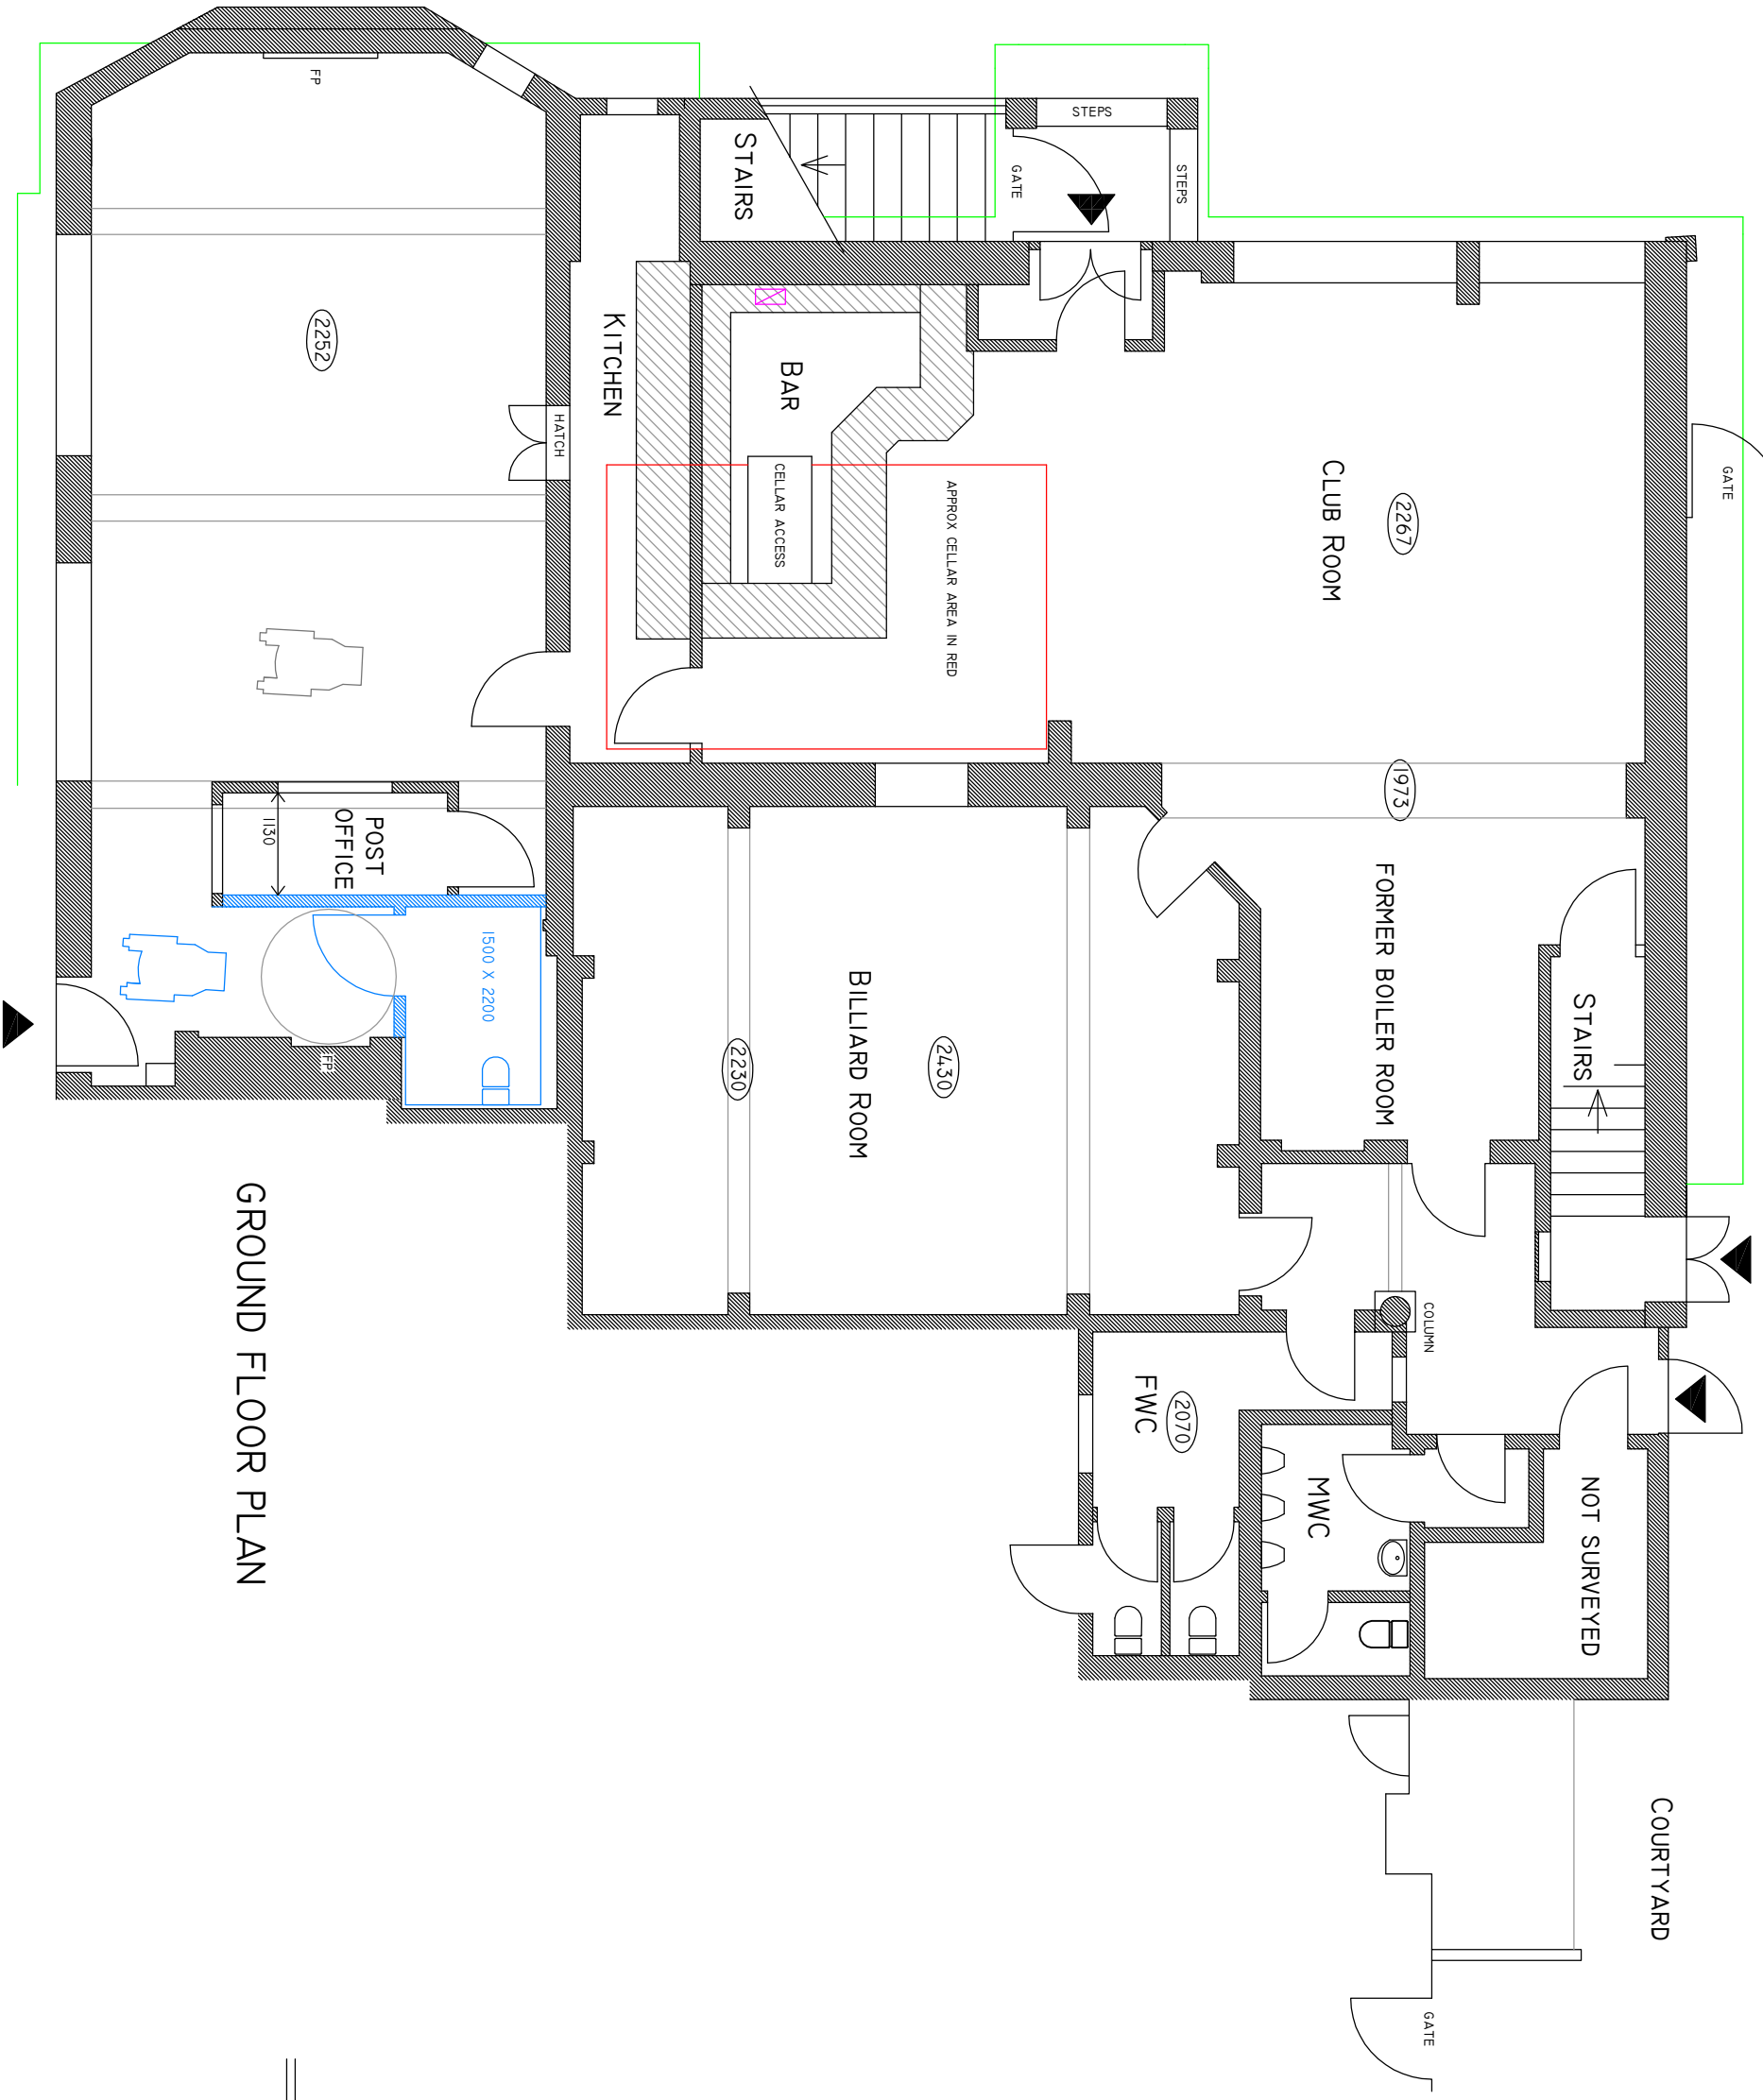 GATE
GATE
STEPS
STEPS
GATE
STAIRS
2267
CLUB ROOM
1973
FORMER BOILER ROOM
STAIRS
COLUMN
NOT SURVEYED
MWC
2070
FWC
COURTYARD
APPROX CELLAR AREA IN RED
BAR
CELLAR ACCESS
KITCHEN
HATCH
2430
BILLIARD ROOM
2230
1500 X 2200
FP
2252
POST
OFFICE
1130
FP
GROUND FLOOR PLAN